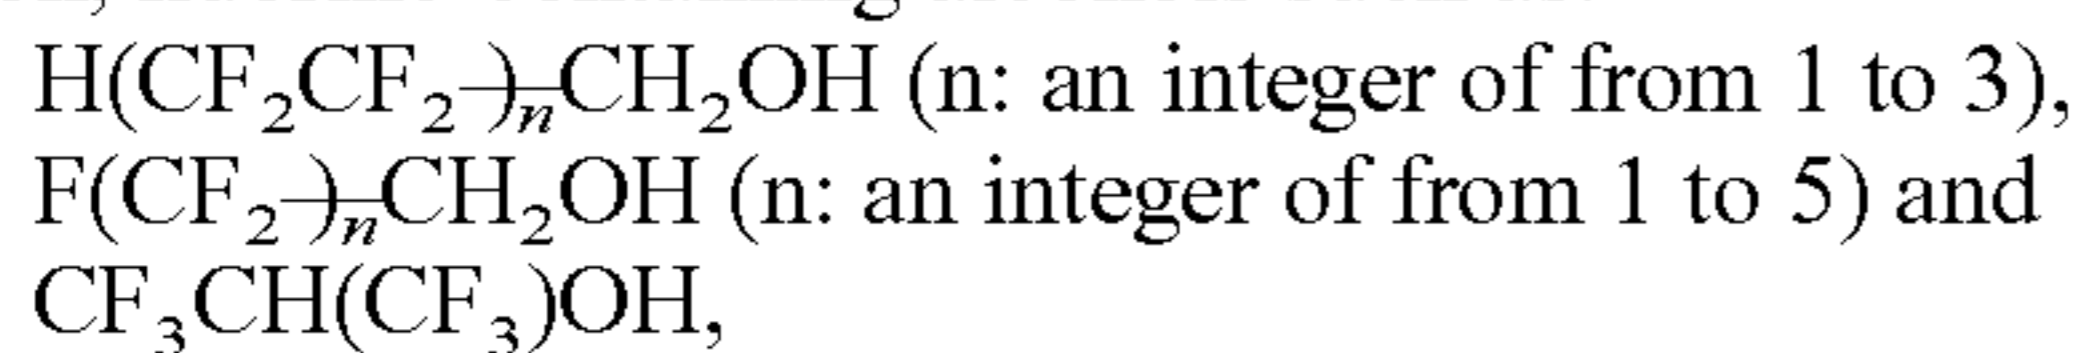 H(CF₂CF₂)ₙCH₂OH (n: an integer of from 1 to 3),
F(CF₂)ₙCH₂OH (n: an integer of from 1 to 5) and
CF₃CH(CF₃)OH,